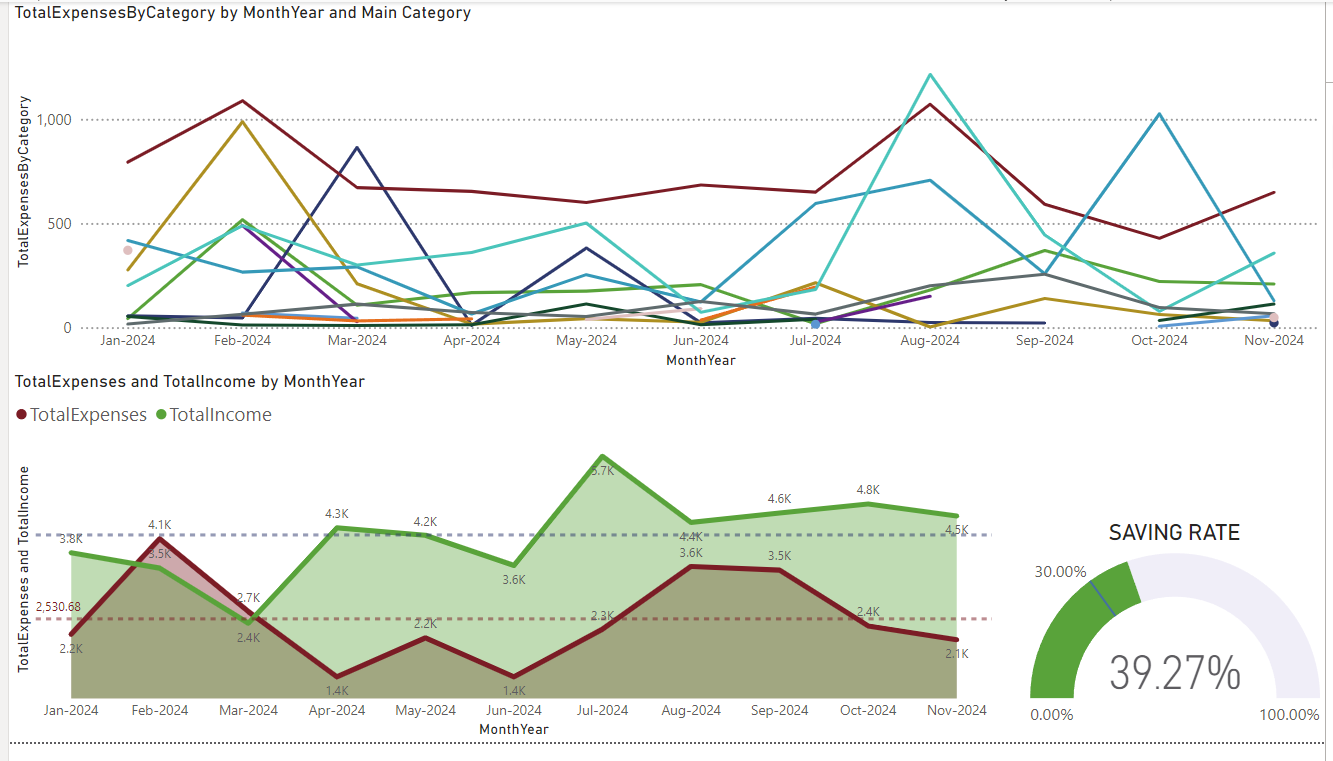 TotalExpensesByCategory by MonthYear and Main Category
TotalExpensesByCategory
1,000
500
0
Jan-2024 Feb-2024 Mar-2024 Apr-2024 May-2024 Jun-2024 Jul-2024 Aug-2024 Sep-2024 Oct-2024 Nov-2024
MonthYear
TotalExpenses and TotalIncome by MonthYear
TotalExpenses TotalIncome
TotalExpenses and TotalIncome
5.7K
4.8K
4.6K
4.3K
4.2K
4.1K
4.5K
3.8K
4.4K
3.5K
3.6K
3.5K
3.6K
2,530.68
2.7K
2.4K
2.3K
2.2K
2.4K
2.2K
2.1K
1.4K
1.4K
Jan-2024 Feb-2024 Mar-2024 Apr-2024 May-2024 Jun-2024 Jul-2024 Aug-2024 Sep-2024 Oct-2024 Nov-2024
MonthYear
SAVING RATE
30.00%
39.27%
0.00% 100.00%